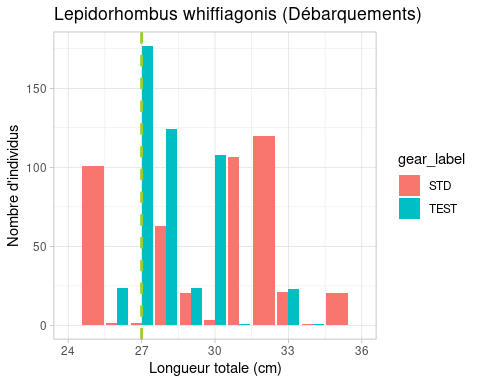 Lepidorhombus whiffiagonis (Débarquements)
Nombre d'individus
150
100
50
0
24 27 30 33 36
Longueur totale (cm)
gear_label
STD
TEST